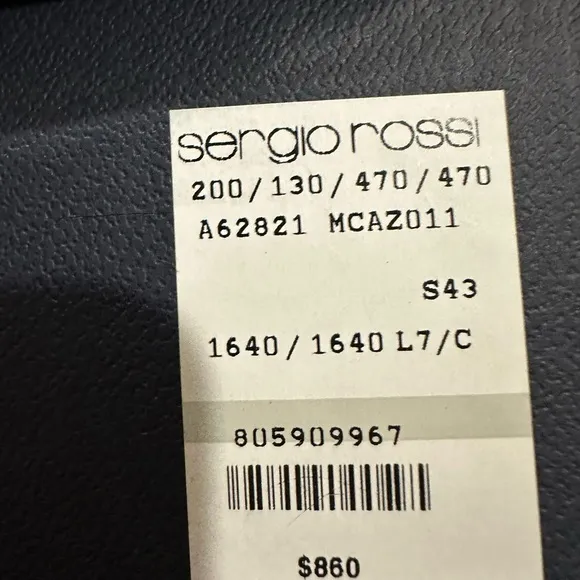 sergio rossi
200/130/470/470
A62821 MCAZ011
S43
1640/1640 L7/C
805909967
$860